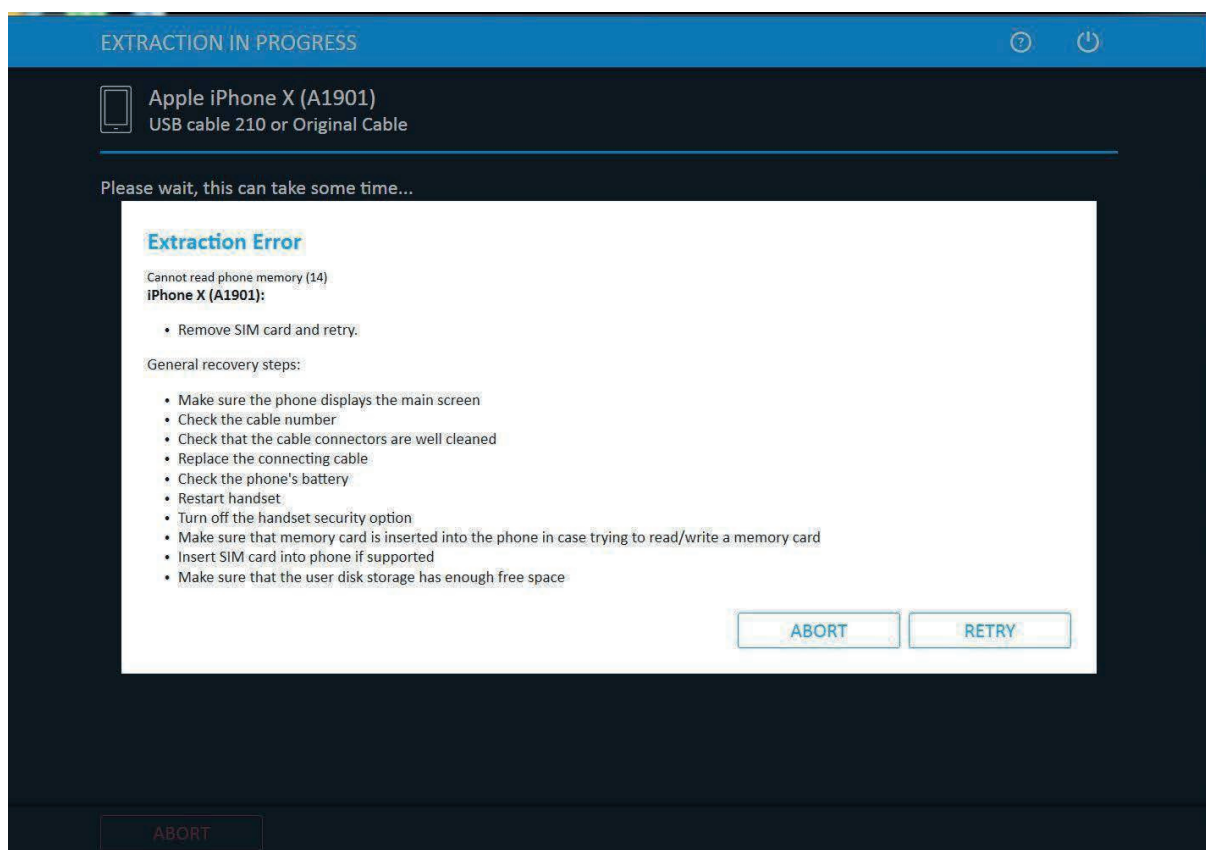 EXTRACTION IN PROGRESS
Apple iPhone X (A1901)
USB cable 210 or Original Cable
Please wait, this can take some time...
Extraction Error
Cannot read phone memory (14)
iPhone X (A1901):
• Remove SIM card and retry.
General recovery steps:
• Make sure the phone displays the main screen
• Check the cable number
• Check that the cable connectors are well cleaned
• Replace the connecting cable
• Check the phone's battery
• Restart handset
• Turn off the handset security option
• Make sure that memory card is inserted into the phone in case trying to read/write a memory card
• Insert SIM card into phone if supported
• Make sure that the user disk storage has enough free space
ABORT RETRY
ABORT